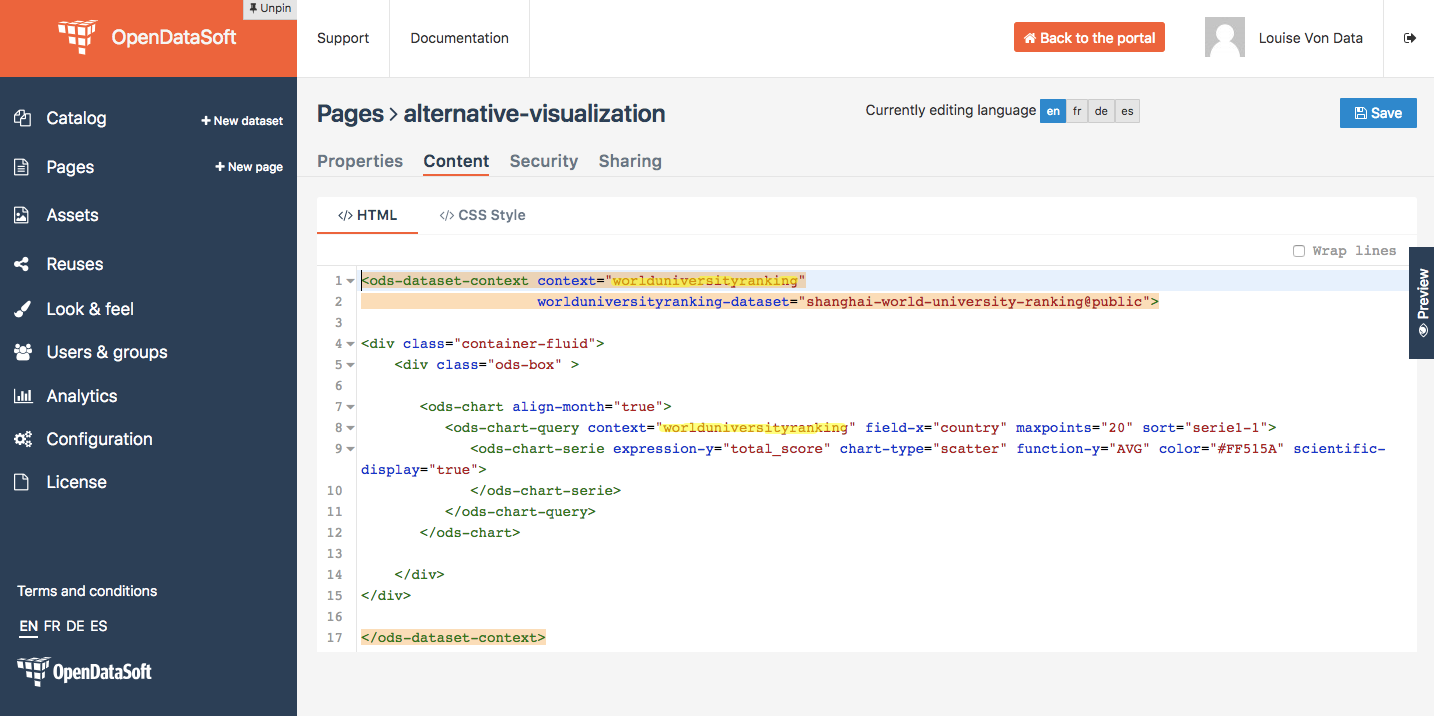 Unpin
OpenDataSoft
Support
Documentation
Back to the portal
Louise Von Data
Catalog
+ New dataset
Pages
+ New page
Assets
Reuses
Look & feel
Users & groups
Analytics
Configuration
License
Terms and conditions
EN FR DE ES
OpenDataSoft
Pages > alternative-visualization
Currently editing language en fr de es
Save
Properties Content Security Sharing
</> HTML </> CSS Style
Wrap lines
Preview
1 <ods-dataset-context context="worlduniversityranking"
2 worlduniversityranking-dataset="shanghai-world-university-ranking@public">
3
4 <div class="container-fluid">
5 <div class="ods-box" >
6
7 <ods-chart align-month="true">
8 <ods-chart-query context="worlduniversityranking" field-x="country" maxpoints="20" sort="serie1-1">
9 <ods-chart-serie expression-y="total_score" chart-type="scatter" function-y="AVG" color="#FF515A" scientific-
display="true">
10 </ods-chart-serie>
11 </ods-chart-query>
12 </ods-chart>
13
14 </div>
15 </div>
16
17 </ods-dataset-context>